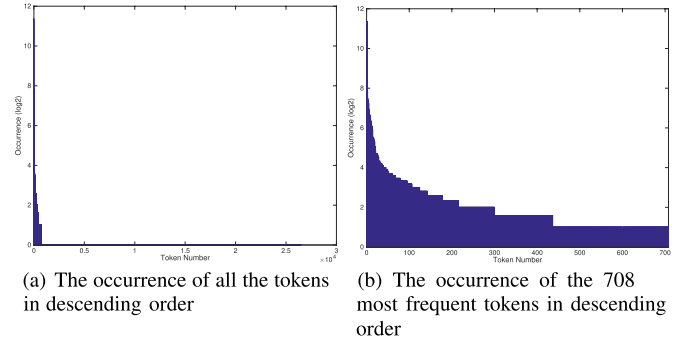 12
10
8
6
4
2
0
Occurrence (log2)
0 0.5 1 1.5 2 2.5 3
Token Number
×10⁴
12
10
8
6
4
2
0
Occurrence (log2)
0 100 200 300 400 500 600 700
Token Number
(a) The occurrence of all the tokens
in descending order
(b) The occurrence of the 708
most frequent tokens in descending
order